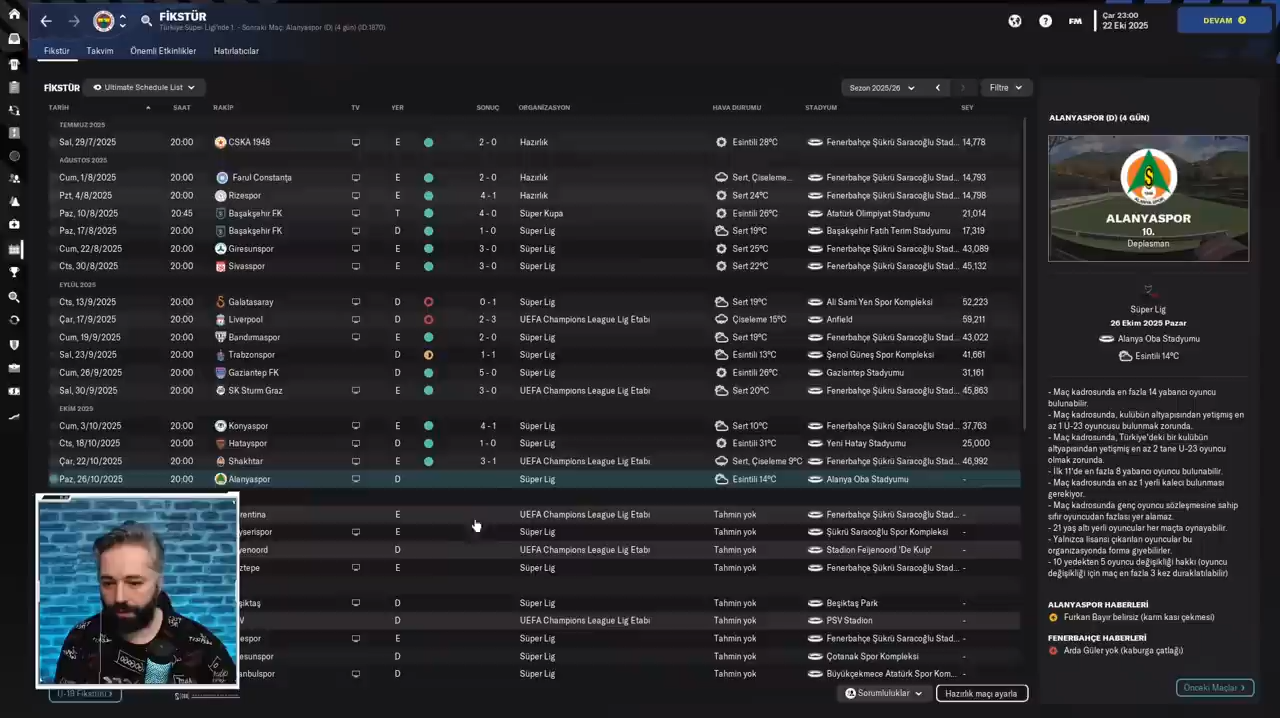 FİKSTÜR
Türkiye Süper Ligi'nde 1. - Sonraki Maç: Alanyaspor (D) (4 gün) (ID:1870)
FM
Çar 23:00
22 Eki 2025
DEVAM
Fikstür Takvim Önemli Etkinlikler Hatırlatıcılar
FİKSTÜR Ultimate Schedule List Sezon 2025/26 Filtre
TARİH SAAT RAKİP TV YER SONUÇ ORGANİZASYON HAVA DURUMU STADYUM SEY
TEMMUZ 2025
Sal, 29/7/2025 20:00 CSKA 1948 E 2 - 0 Hazırlık Esintili 28°C Fenerbahçe Şükrü Saracoğlu Stad... 14,778
AĞUSTOS 2025
Cum, 1/8/2025 20:00 Farul Constanţa E 2 - 0 Hazırlık Sert, Çiseleme... Fenerbahçe Şükrü Saracoğlu Stad... 14,793
Pzt, 4/8/2025 20:00 Rizespor E 4 - 1 Hazırlık Sert 24°C Fenerbahçe Şükrü Saracoğlu Stad... 14,798
Paz, 10/8/2025 20:45 Başakşehir FK T 4 - 0 Süper Kupa Esintili 26°C Atatürk Olimpiyat Stadyumu 21,014
Paz, 17/8/2025 20:00 Başakşehir FK D 1 - 0 Süper Lig Sert 19°C Başakşehir Fatih Terim Stadyumu 17,319
Cum, 22/8/2025 20:00 Giresunspor E 3 - 0 Süper Lig Sert 25°C Fenerbahçe Şükrü Saracoğlu Stad... 43,089
Cts, 30/8/2025 20:00 Sivasspor E 3 - 0 Süper Lig Sert 22°C Fenerbahçe Şükrü Saracoğlu Stad... 45,132
EYLÜL 2025
Cts, 13/9/2025 20:00 Galatasaray D 0 - 1 Süper Lig Sert 19°C Ali Sami Yen Spor Kompleksi 52,223
Çar, 17/9/2025 20:00 Liverpool D 2 - 3 UEFA Champions League Lig Etabı Çiseleme 15°C Anfield 59,211
Cum, 19/9/2025 20:00 Bandırmaspor E 2 - 0 Süper Lig Sert 19°C Fenerbahçe Şükrü Saracoğlu Stad... 43,022
Sal, 23/9/2025 20:00 Trabzonspor D 1 - 1 Süper Lig Esintili 13°C Şenol Güneş Spor Kompleksi 41,661
Cum, 26/9/2025 20:00 Gaziantep FK D 5 - 0 Süper Lig Esintili 26°C Gaziantep Stadyumu 31,161
Sal, 30/9/2025 20:00 SK Sturm Graz E 3 - 0 UEFA Champions League Lig Etabı Sert 20°C Fenerbahçe Şükrü Saracoğlu Stad... 45,863
EKİM 2025
Cum, 3/10/2025 20:00 Konyaspor E 4 - 1 Süper Lig Sert 10°C Fenerbahçe Şükrü Saracoğlu Stad... 37,763
Cts, 18/10/2025 20:00 Hatayspor D 1 - 0 Süper Lig Esintili 31°C Yeni Hatay Stadyumu 25,000
Çar, 22/10/2025 20:00 Shakhtar E 3 - 1 UEFA Champions League Lig Etabı Sert, Çiseleme 9°C Fenerbahçe Şükrü Saracoğlu Stad... 46,992
Paz, 26/10/2025 20:00 Alanyaspor D Süper Lig Esintili 14°C Alanya Oba Stadyumu -
rentina E UEFA Champions League Lig Etabı Tahmin yok Fenerbahçe Şükrü Saracoğlu Stad... -
yserispor D Süper Lig Tahmin yok Şükrü Saracoğlu Spor Kompleksi -
yenoord D UEFA Champions League Lig Etabı Tahmin yok Stadion Feijenoord 'De Kuip' -
ztepe E Süper Lig Tahmin yok Fenerbahçe Şükrü Saracoğlu Stad... -
şiktaş D Süper Lig Tahmin yok Beşiktaş Park -
V D UEFA Champions League Lig Etabı Tahmin yok PSV Stadion -
espor E Süper Lig Tahmin yok Fenerbahçe Şükrü Saracoğlu Stad... -
esunspor D Süper Lig Tahmin yok Çotanak Spor Kompleksi -
anbulspor D Süper Lig Tahmin yok Büyükçekmece Atatürk Spor Kom... -
U-19 Fikstürü
Sorumluluklar Hazırlık maçı ayarla
ALANYASPOR (D) (4 GÜN)
ALANYASPOR
10.
Deplasman
Süper Lig
26 Ekim 2025 Pazar
Alanya Oba Stadyumu
Esintili 14°C
- Maç kadrosunda en fazla 14 yabancı oyuncu
bulunabilir.
- Maç kadrosunda, kulübün altyapısından yetişmiş en
az 1 U-23 oyuncusu bulunmak zorunda.
- Maç kadrosunda, Türkiye'deki bir kulübün
altyapısından yetişmiş en az 2 tane U-23 oyuncu
olmak zorunda.
- İlk 11'de en fazla 8 yabancı oyuncu bulunabilir.
- Maç kadrosunda en az 1 yerli kaleci bulunması
gerekiyor.
- Maç kadrosunda genç oyuncu sözleşmesine sahip
sıfır oyuncudan fazlası yer alamaz.
- 21 yaş altı yerli oyuncular her maçta oynayabilir.
- Yalnızca lisansı çıkarılan oyuncular bu
organizasyonda forma giyebilirler.
- 10 yedekten 5 oyuncu değişikliği hakkı (oyuncu
değişikliği için maç en fazla 3 kez duraklatılabilir)
ALANYASPOR HABERLERİ
Furkan Bayır belirsiz (karın kası çekmesi)
FENERBAHÇE HABERLERİ
Arda Güler yok (kaburga çatlağı)
Önceki Maçlar